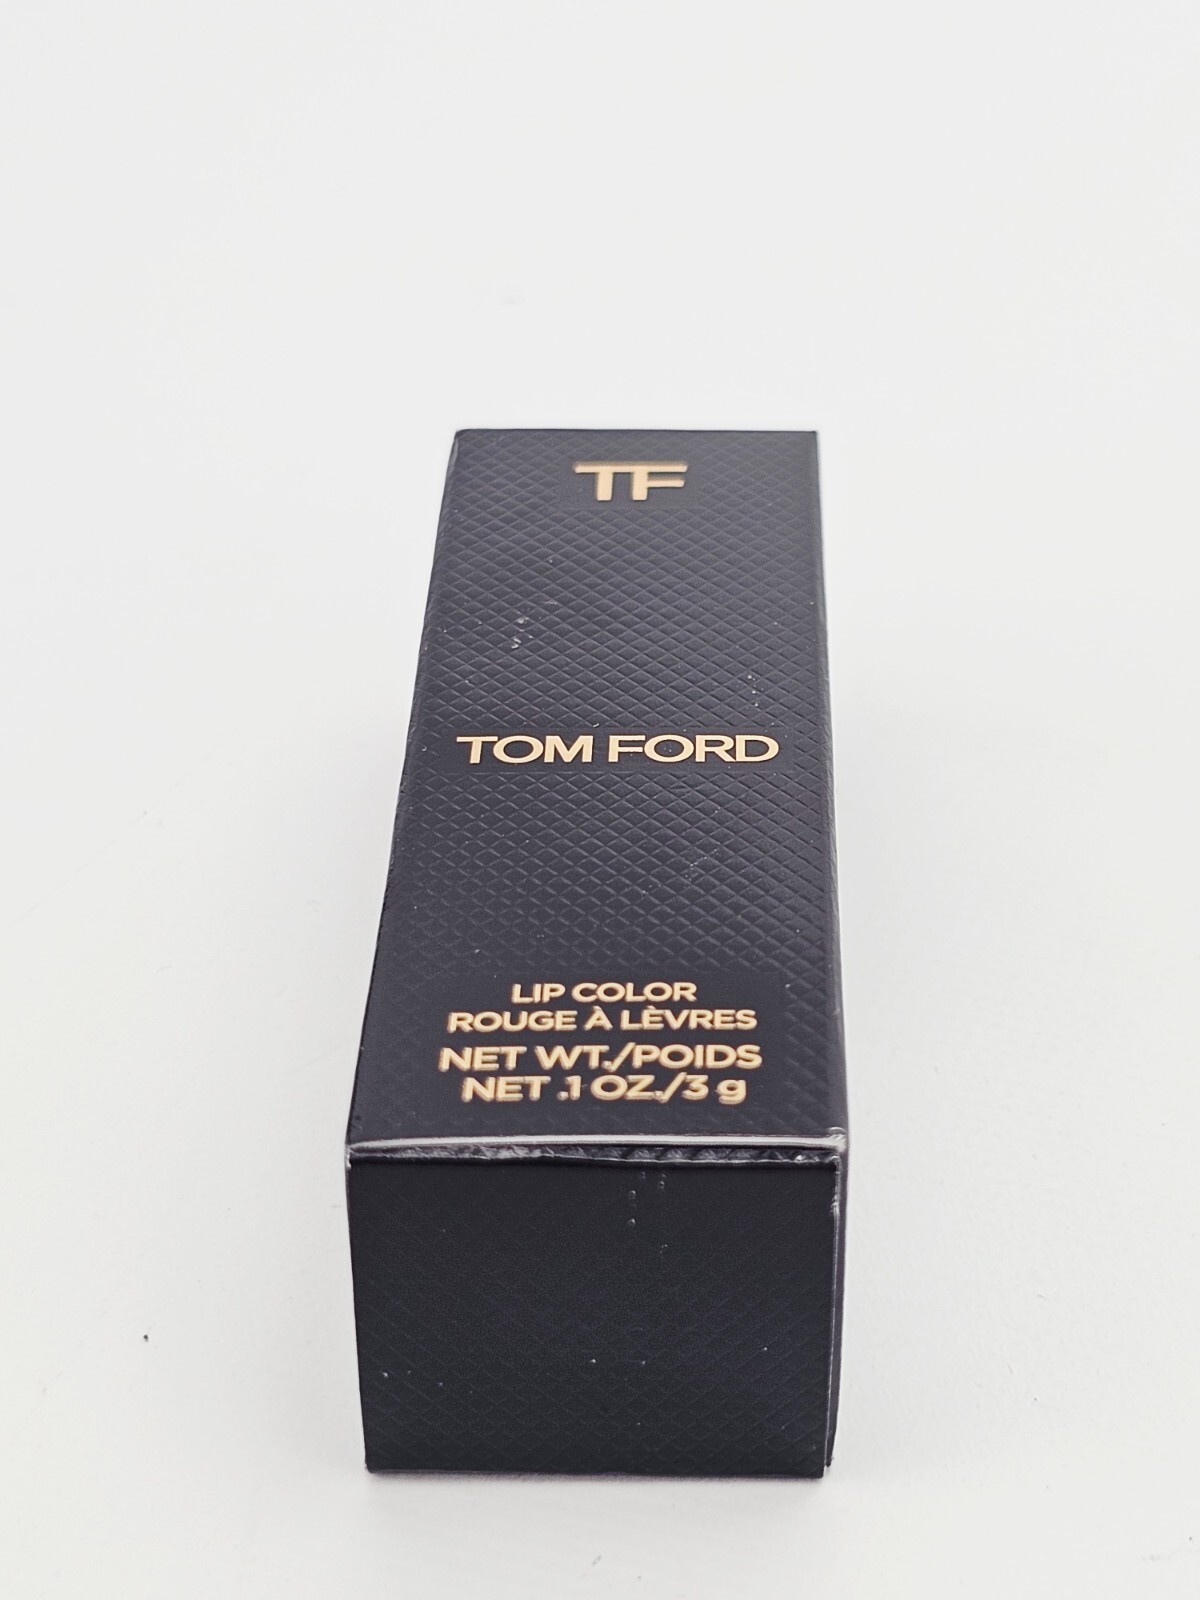 TF
TOM FORD
LIP COLOR
ROUGE À LÈVRES
NET WT./POIDS
NET .1 OZ./3 g